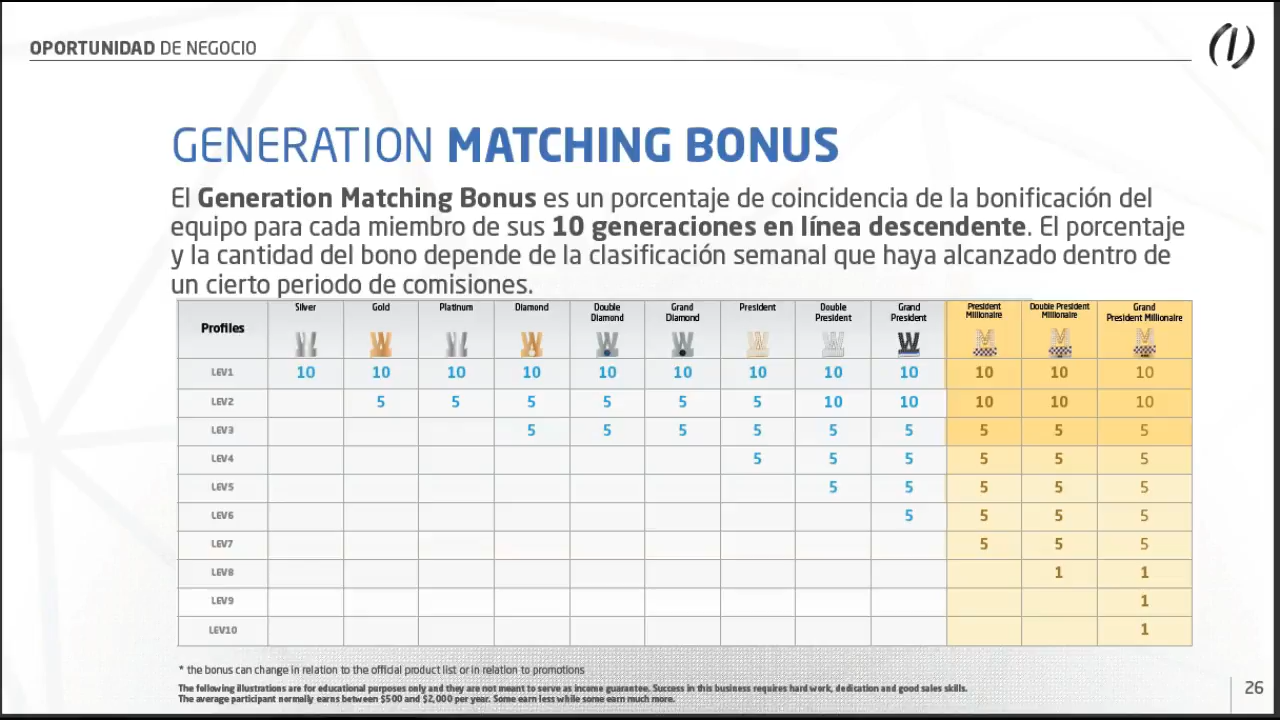 OPORTUNIDAD DE NEGOCIO
GENERATION MATCHING BONUS
El Generation Matching Bonus es un porcentaje de coincidencia de la bonificación del
equipo para cada miembro de sus 10 generaciones en línea descendente. El porcentaje
y la cantidad del bono depende de la clasificación semanal que haya alcanzado dentro de
un cierto periodo de comisiones.
Profiles Silver Gold Platinum Diamond Double Diamond Grand Diamond President Double President Grand President President Millionaire Double President Millionaire Grand President Millionaire
LEV1 10 10 10 10 10 10 10 10 10 10 10 10
LEV2 5 5 5 5 5 5 10 10 10 10 10
LEV3 5 5 5 5 5 5 5 5 5
LEV4 5 5 5 5 5 5
LEV5 5 5 5 5 5
LEV6 5 5 5 5
LEV7 5 5 5
LEV8 1 1
LEV9 1
LEV10 1
* the bonus can change in relation to the official product list or in relation to promotions
The following illustrations are for educational purposes only and they are not meant to serve as income guarantee. Success in this business requires hard work, dedication and good sales skills.
The average participant normally earns between $500 and $2,000 per year. Some earn less while some earn much more.
26